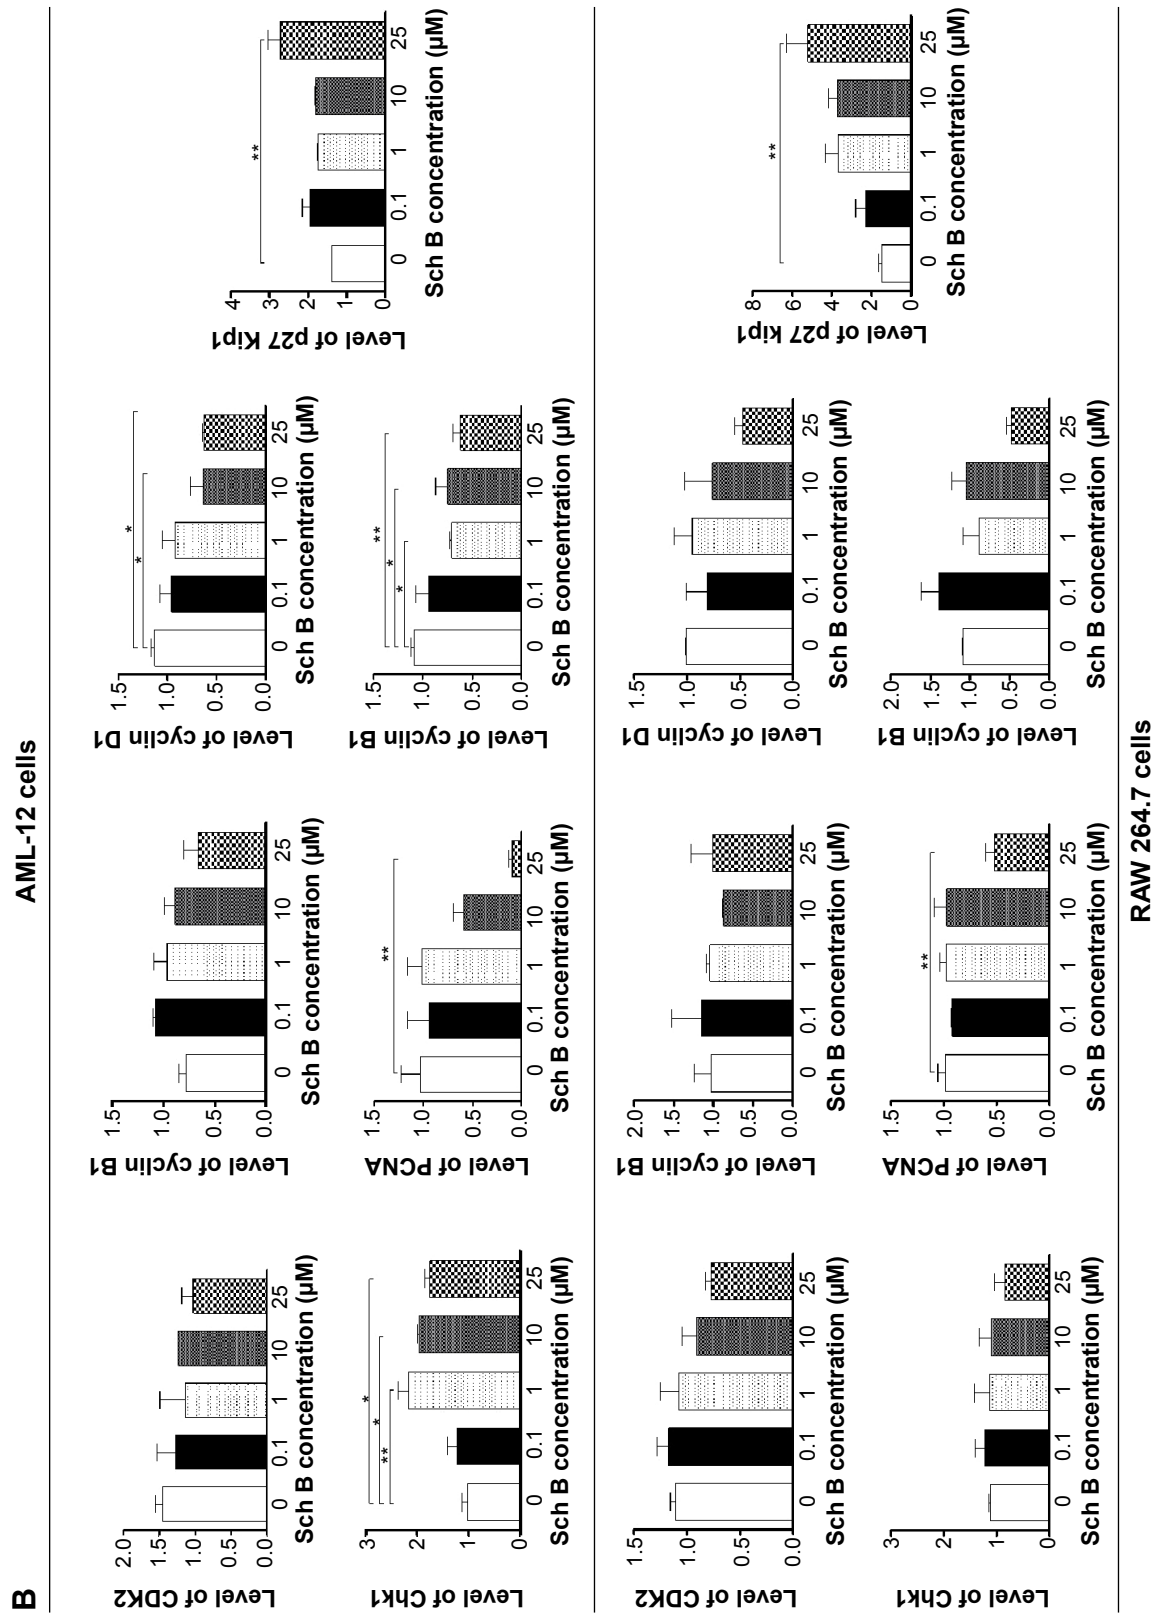 B
AML-12 cells
Level of CDK2
2.0
1.5
1.0
0.5
0.0
0 0.1 1 10 25
Sch B concentration (µM)
Level of cyclin B1
1.5
1.0
0.5
0.0
0 0.1 1 10 25
Sch B concentration (µM)
Level of cyclin D1
1.5
1.0
0.5
0.0
*
*
0 0.1 1 10 25
Sch B concentration (µM)
Level of p27 Kip1
4
3
2
1
0
**
0 0.1 1 10 25
Sch B concentration (µM)
Level of Chk1
3
2
1
0
*
*
**
0 0.1 1 10 25
Sch B concentration (µM)
Level of PCNA
1.5
1.0
0.5
0.0
**
0 0.1 1 10 25
Sch B concentration (µM)
Level of cyclin B1
1.5
1.0
0.5
0.0
**
*
*
0 0.1 1 10 25
Sch B concentration (µM)
Level of CDK2
1.5
1.0
0.5
0.0
0 0.1 1 10 25
Sch B concentration (µM)
Level of cyclin B1
2.0
1.5
1.0
0.5
0.0
0 0.1 1 10 25
Sch B concentration (µM)
Level of cyclin D1
1.5
1.0
0.5
0.0
0 0.1 1 10 25
Sch B concentration (µM)
Level of p27 kip1
8
6
4
2
0
**
0 0.1 1 10 25
Sch B concentration (µM)
Level of Chk1
3
2
1
0
0 0.1 1 10 25
Sch B concentration (µM)
Level of PCNA
1.5
1.0
0.5
0.0
**
0 0.1 1 10 25
Sch B concentration (µM)
Level of cyclin B1
2.0
1.5
1.0
0.5
0.0
0 0.1 1 10 25
Sch B concentration (µM)
RAW 264.7 cells